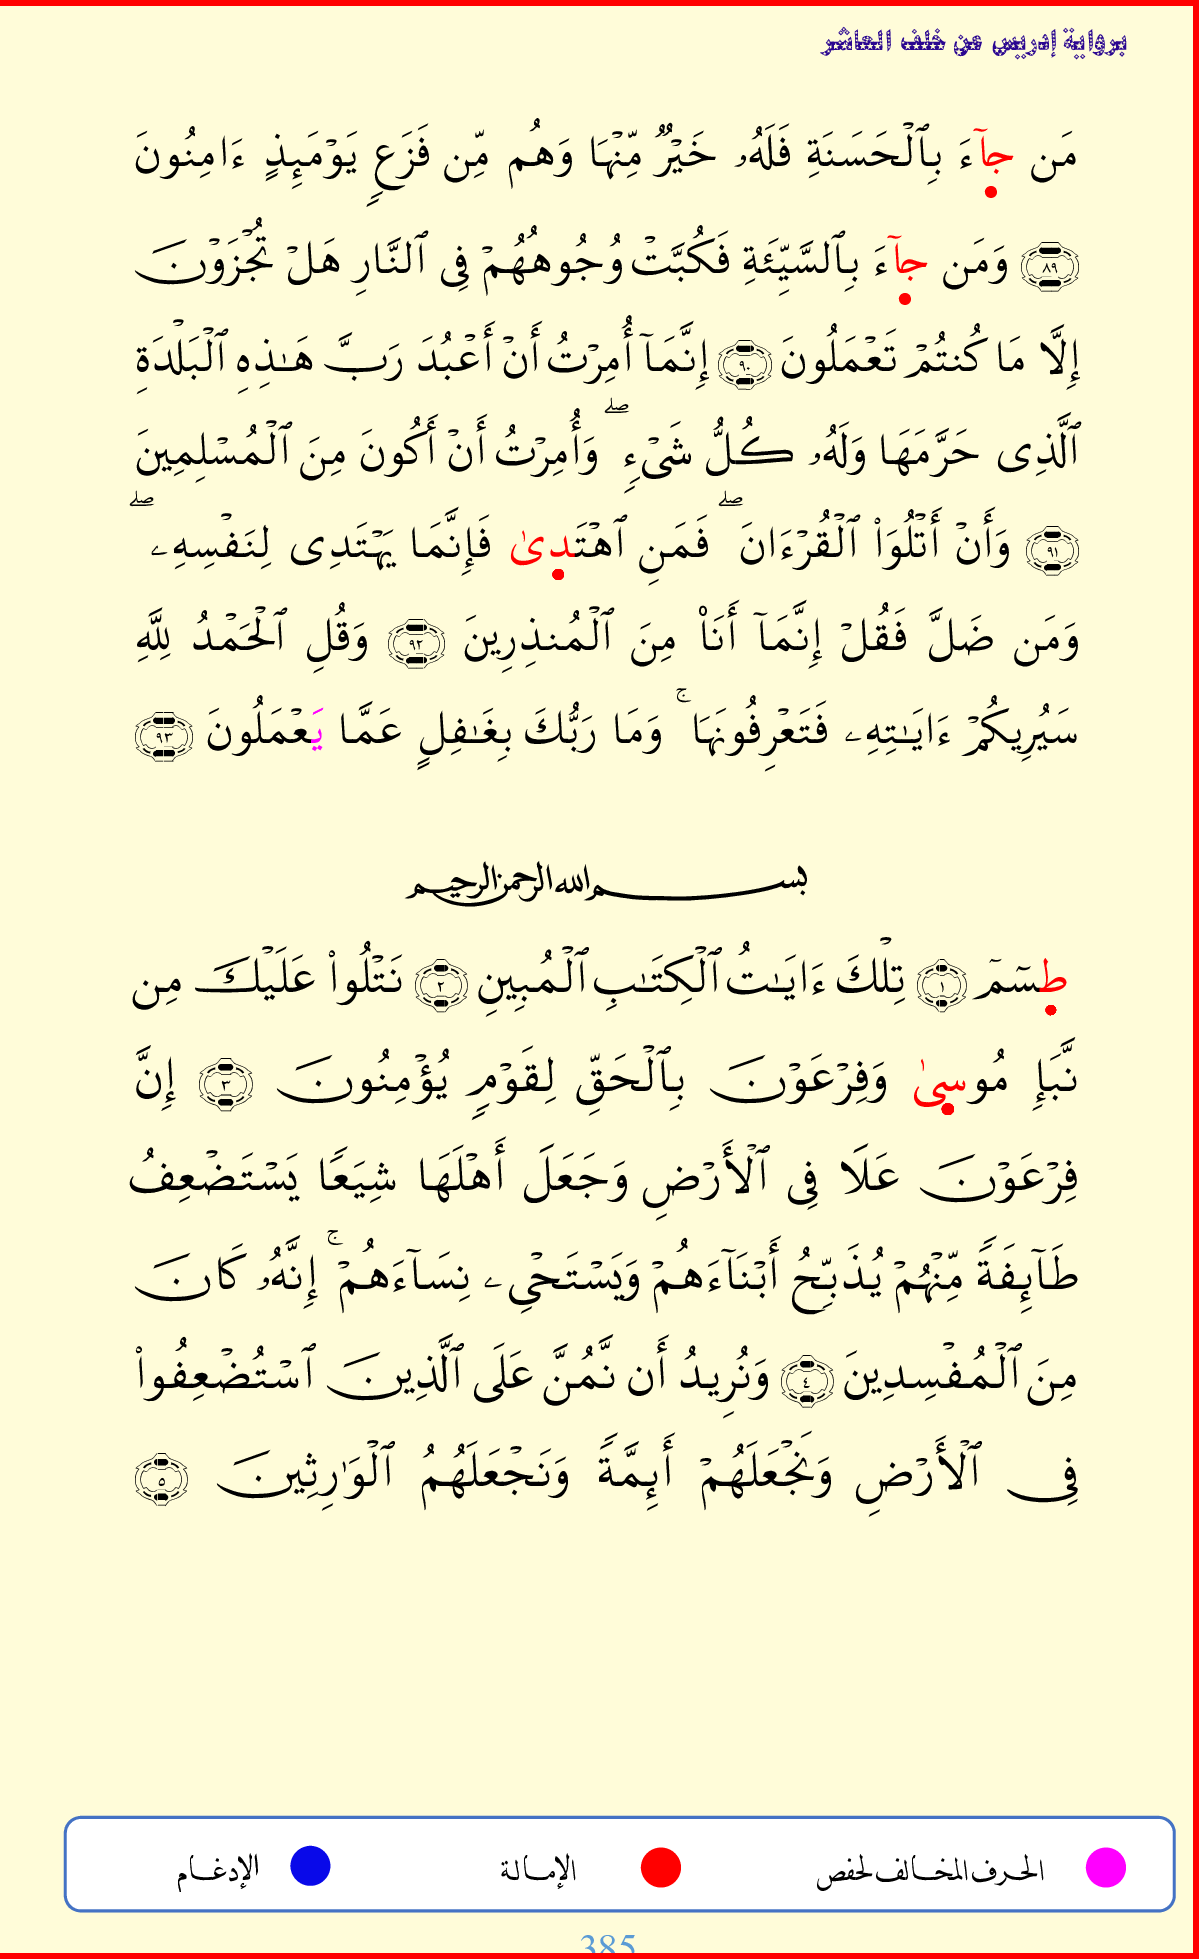 برواية إدريس عن خلف العاشر
مَن جَآءَ بِٱلْحَسَنَةِ فَلَهُۥ خَيْرٌ مِّنْهَا وَهُم مِّن فَزَعٍ يَوْمَئِذٍ ءَامِنُونَ
٨٩ وَمَن جَآءَ بِٱلسَّيِّئَةِ فَكُبَّتْ وُجُوهُهُمْ فِى ٱلنَّارِ هَلْ تُجْزَوْنَ
إِلَّا مَا كُنتُمْ تَعْمَلُونَ ٩٠ إِنَّمَآ أُمِرْتُ أَنْ أَعْبُدَ رَبَّ هَـٰذِهِ ٱلْبَلْدَةِ
ٱلَّذِى حَرَّمَهَا وَلَهُۥ كُلُّ شَىْءٍ ۖ وَأُمِرْتُ أَنْ أَكُونَ مِنَ ٱلْمُسْلِمِينَ
٩١ وَأَنْ أَتْلُوَا۟ ٱلْقُرْءَانَ ۖ فَمَنِ ٱهْتَدِىٰ فَإِنَّمَا يَهْتَدِى لِنَفْسِهِۦ ۖ
وَمَن ضَلَّ فَقُلْ إِنَّمَآ أَنَا۠ مِنَ ٱلْمُنذِرِينَ ٩٢ وَقُلِ ٱلْحَمْدُ لِلَّهِ
سَيُرِيكُمْ ءَايَـٰتِهِۦ فَتَعْرِفُونَهَا ۚ وَمَا رَبُّكَ بِغَـٰفِلٍ عَمَّا يَعْمَلُونَ ٩٣
بسم الله الرحمن الرحيم
طسٓمٓ ١ تِلْكَ ءَايَـٰتُ ٱلْكِتَـٰبِ ٱلْمُبِينِ ٢ نَتْلُوا۟ عَلَيْكَ مِن
نَّبَإِ مُوسِىٰ وَفِرْعَوْنَ بِٱلْحَقِّ لِقَوْمٍ يُؤْمِنُونَ ٣ إِنَّ
فِرْعَوْنَ عَلَا فِى ٱلْأَرْضِ وَجَعَلَ أَهْلَهَا شِيَعًا يَسْتَضْعِفُ
طَآئِفَةً مِّنْهُمْ يُذَبِّحُ أَبْنَآءَهُمْ وَيَسْتَحْىِۦ نِسَآءَهُمْ ۚ إِنَّهُۥ كَانَ
مِنَ ٱلْمُفْسِدِينَ ٤ وَنُرِيدُ أَن نَّمُنَّ عَلَى ٱلَّذِينَ ٱسْتُضْعِفُوا۟
فِى ٱلْأَرْضِ وَنَجْعَلَهُمْ أَئِمَّةً وَنَجْعَلَهُمُ ٱلْوَٰرِثِينَ ٥
الحرف المخالف لحفص الإمالة الإدغام
385